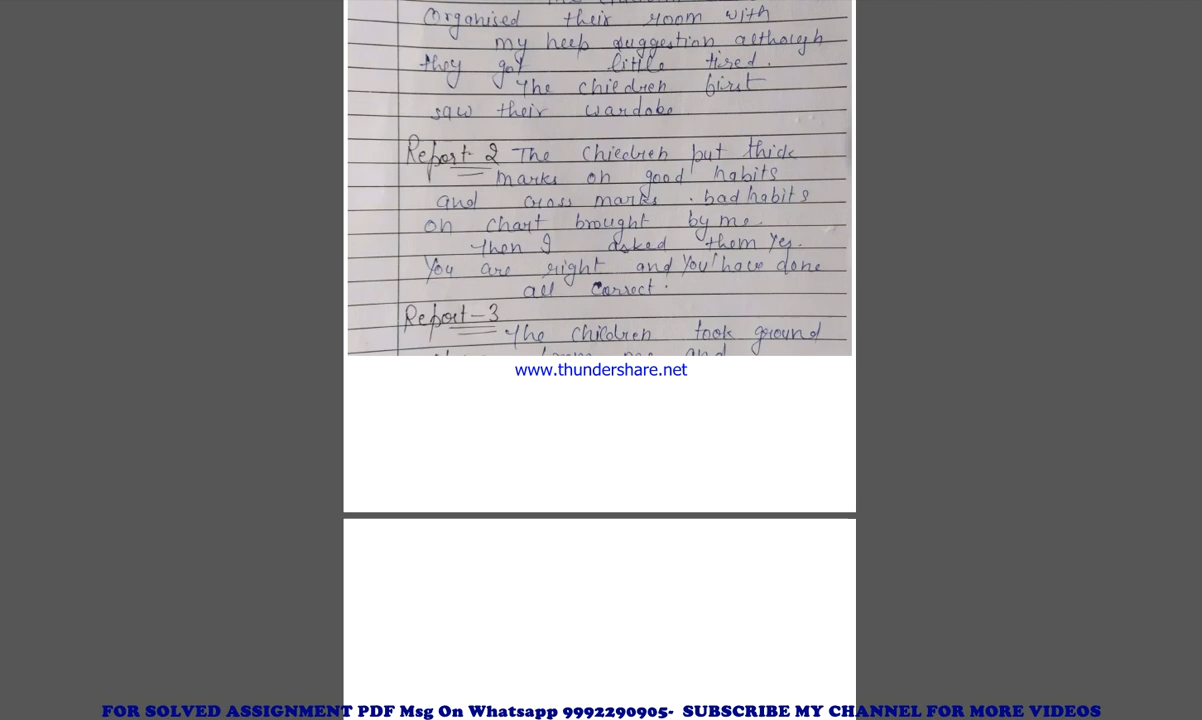 Organised their room with
my help suggestion although
they got little tired.
The children first
saw their wardobe
Report-2 The children put thick
marks on good habits
and cross marks . bad habits
on chart brought by me.
Then I asked them Yes.
You are right and You have done
all correct.
Report-3
The children took ground
from me and
www.thundershare.net
FOR SOLVED ASSIGNMENT PDF Msg On Whatsapp 9992290905- SUBSCRIBE MY CHANNEL FOR MORE VIDEOS